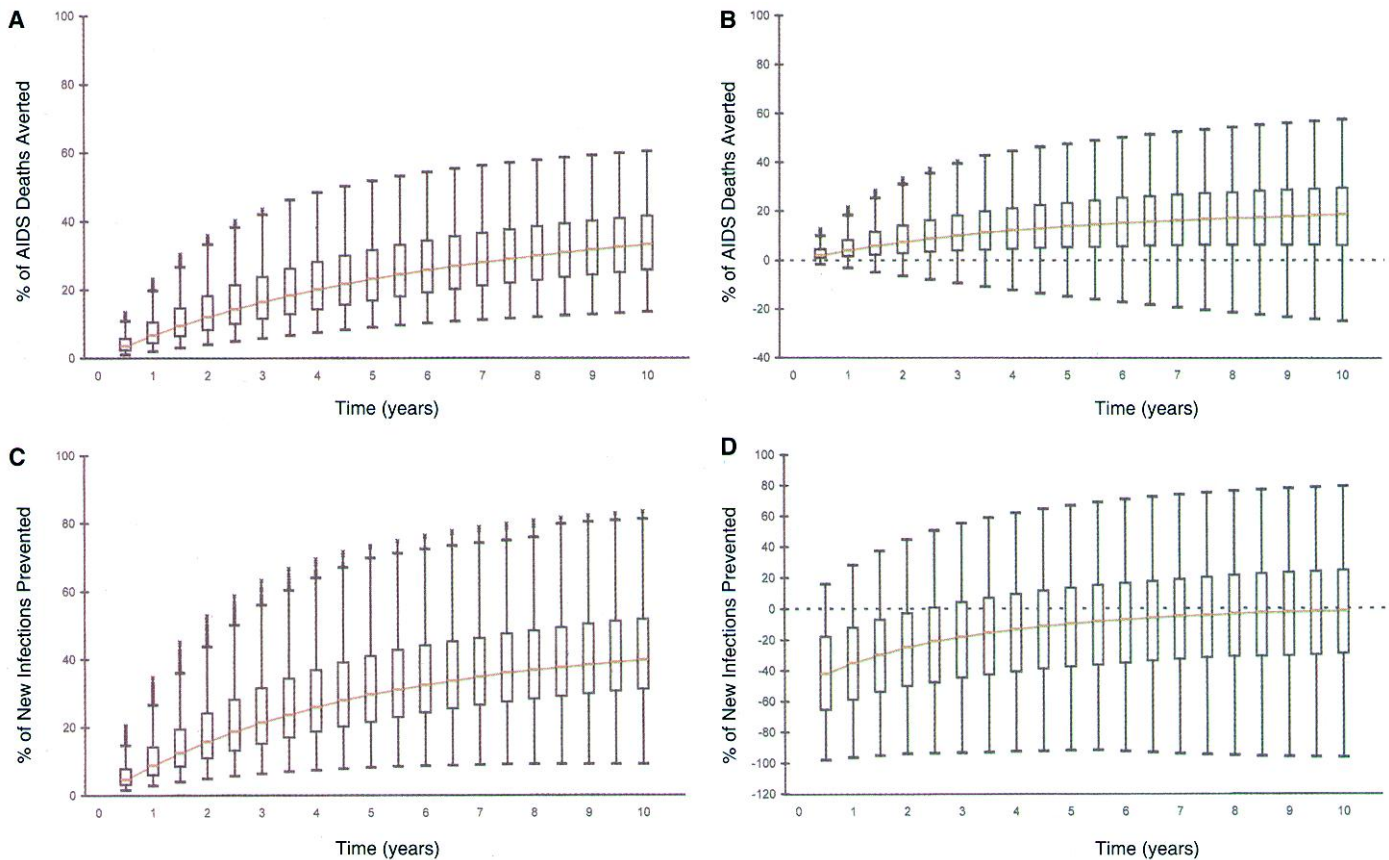 A
% of AIDS Deaths Averted
100
80
60
40
20
0
0 1 2 3 4 5 6 7 8 9 10
Time (years)
B
% of AIDS Deaths Averted
100
80
60
40
20
0
-20
-40
0 1 2 3 4 5 6 7 8 9 10
Time (years)
C
% of New Infections Prevented
100
80
60
40
20
0
0 1 2 3 4 5 6 7 8 9 10
Time (years)
D
% of New Infections Prevented
100
80
60
40
20
0
-20
-40
-60
-80
-100
-120
0 1 2 3 4 5 6 7 8 9 10
Time (years)